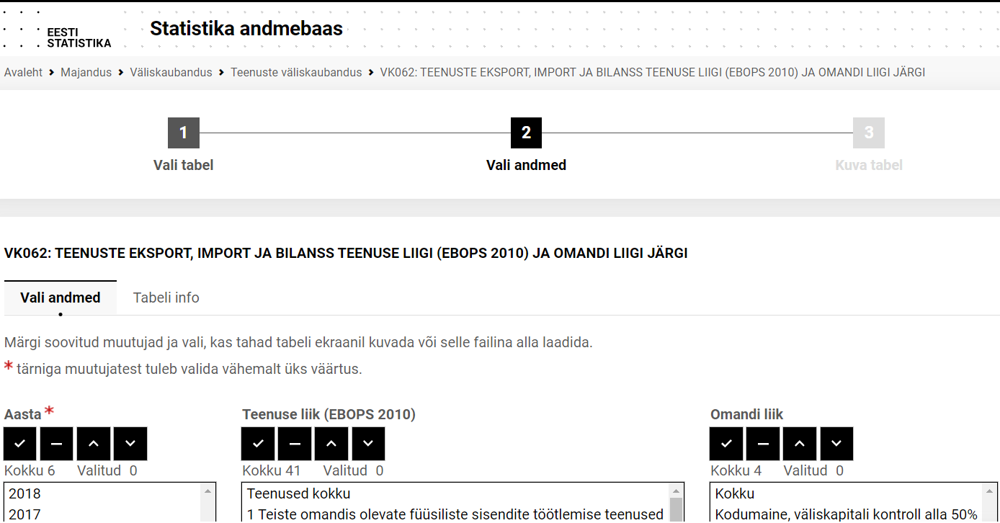 EESTI
STATISTIKA
Statistika andmebaas
Avaleht > Majandus > Väliskaubandus > Teenuste väliskaubandus > VK062: TEENUSTE EKSPORT, IMPORT JA BILANSS TEENUSE LIIGI (EBOPS 2010) JA OMANDI LIIGI JÄRGI
1 2 3
Vali tabel Vali andmed Kuva tabel
VK062: TEENUSTE EKSPORT, IMPORT JA BILANSS TEENUSE LIIGI (EBOPS 2010) JA OMANDI LIIGI JÄRGI
Vali andmed Tabeli info
Märgi soovitud muutujad ja vali, kas tahad tabeli ekraanil kuvada või selle failina alla laadida.
* tärniga muutujatest tuleb valida vähemalt üks väärtus.
Aasta * Teenuse liik (EBOPS 2010) Omandi liik
Kokku 6 Valitud 0 Kokku 41 Valitud 0 Kokku 4 Valitud 0
2018 Teenused kokku Kokku
2017 1 Teiste omandis olevate füüsiliste sisendite töötlemise teenused Kodumaine, väliskapitali kontroll alla 50%